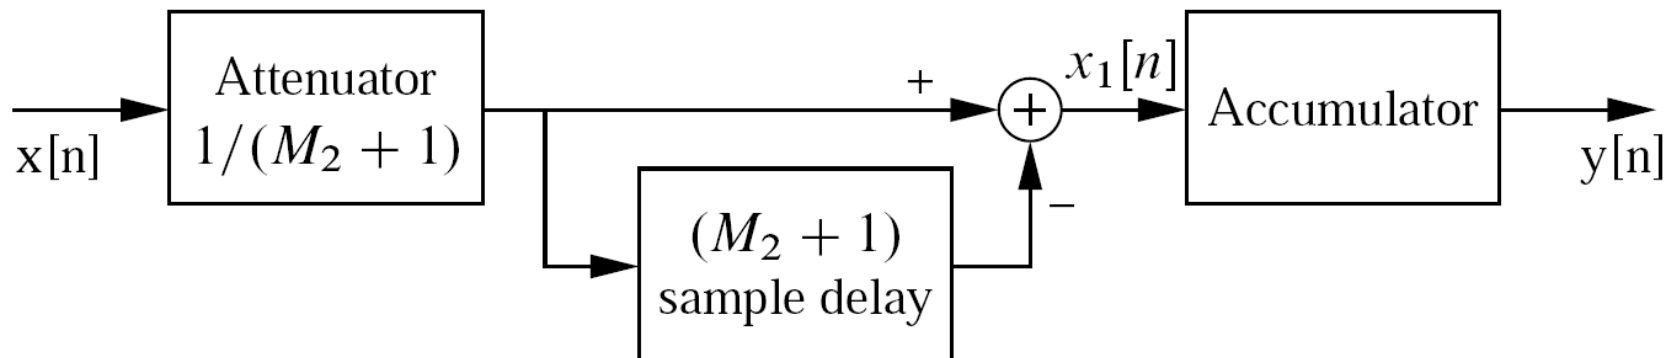 x[n]
Attenuator
1/(M₂ + 1)
+
+
x₁[n]
−
(M₂ + 1)
sample delay
Accumulator
y[n]